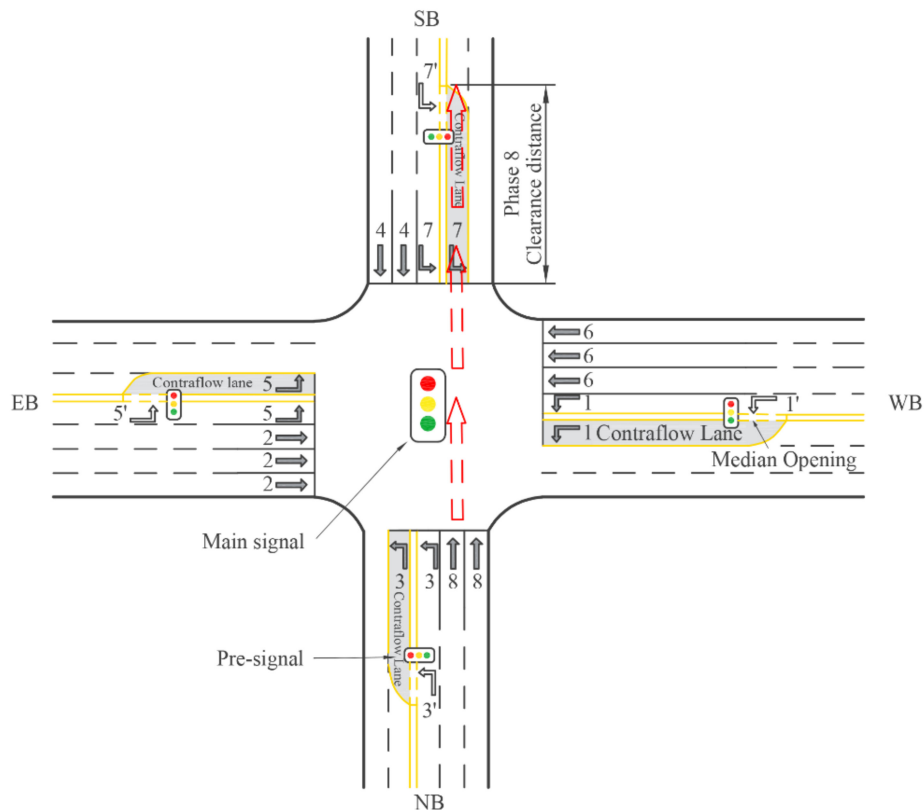 SB
7'
Contraflow Lane
Phase 8
Clearance distance
4 4 7 7
6
6
6
Contraflow lane 5
EB
5'
5
2
2
2
1
1'
WB
1 Contraflow Lane
Median Opening
Main signal
3 3 8 8
Contraflow Lane
Pre-signal
3'
NB